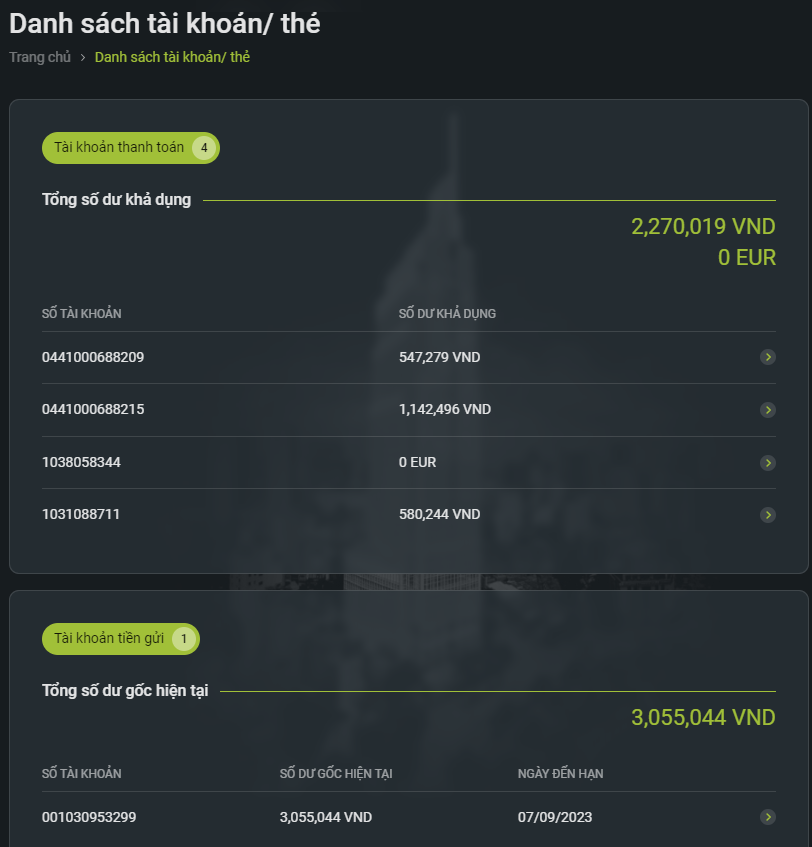 Danh sách tài khoản/ thẻ
Trang chủ › Danh sách tài khoản/ thẻ
Tài khoản thanh toán 4
Tổng số dư khả dụng
2,270,019 VND
0 EUR
SỐ TÀI KHOẢN SỐ DƯ KHẢ DỤNG
0441000688209 547,279 VND
0441000688215 1,142,496 VND
1038058344 0 EUR
1031088711 580,244 VND
Tài khoản tiền gửi 1
Tổng số dư gốc hiện tại
3,055,044 VND
SỐ TÀI KHOẢN SỐ DƯ GỐC HIỆN TẠI NGÀY ĐẾN HẠN
001030953299 3,055,044 VND 07/09/2023